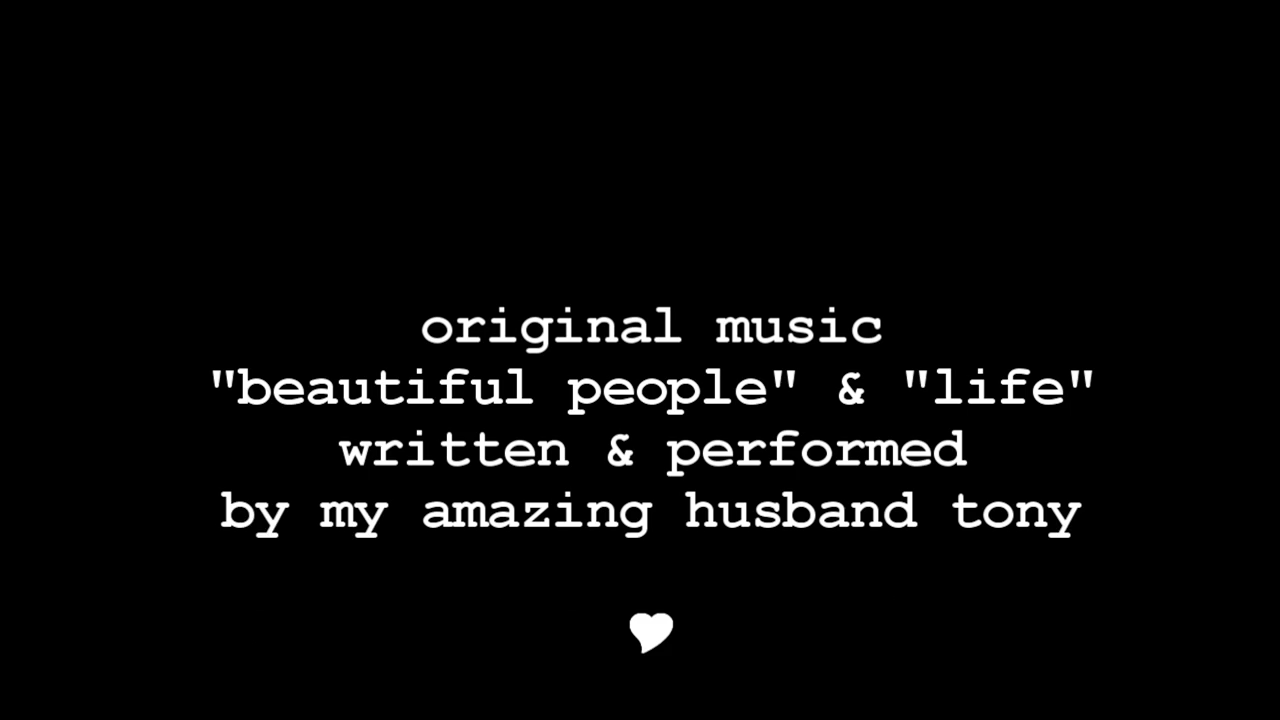 original music
"beautiful people" & "life"
written & performed
by my amazing husband tony